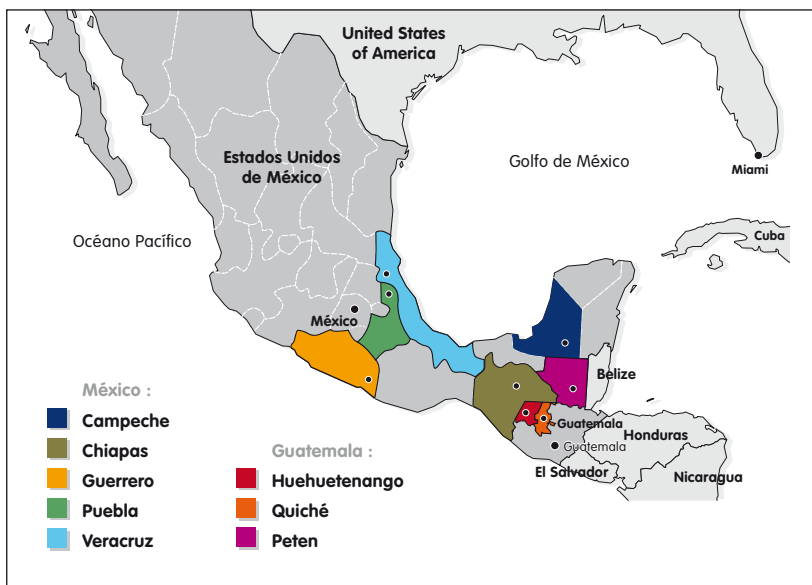 United States
of America
Estados Unidos
de México
Golfo de México
Miami
Océano Pacífico
Cuba
México
Belize
Guatemala
Guatemala
Honduras
El Salvador
Nicaragua
México :
Campeche
Chiapas
Guerrero
Puebla
Veracruz
Guatemala :
Huehuetenango
Quiché
Peten